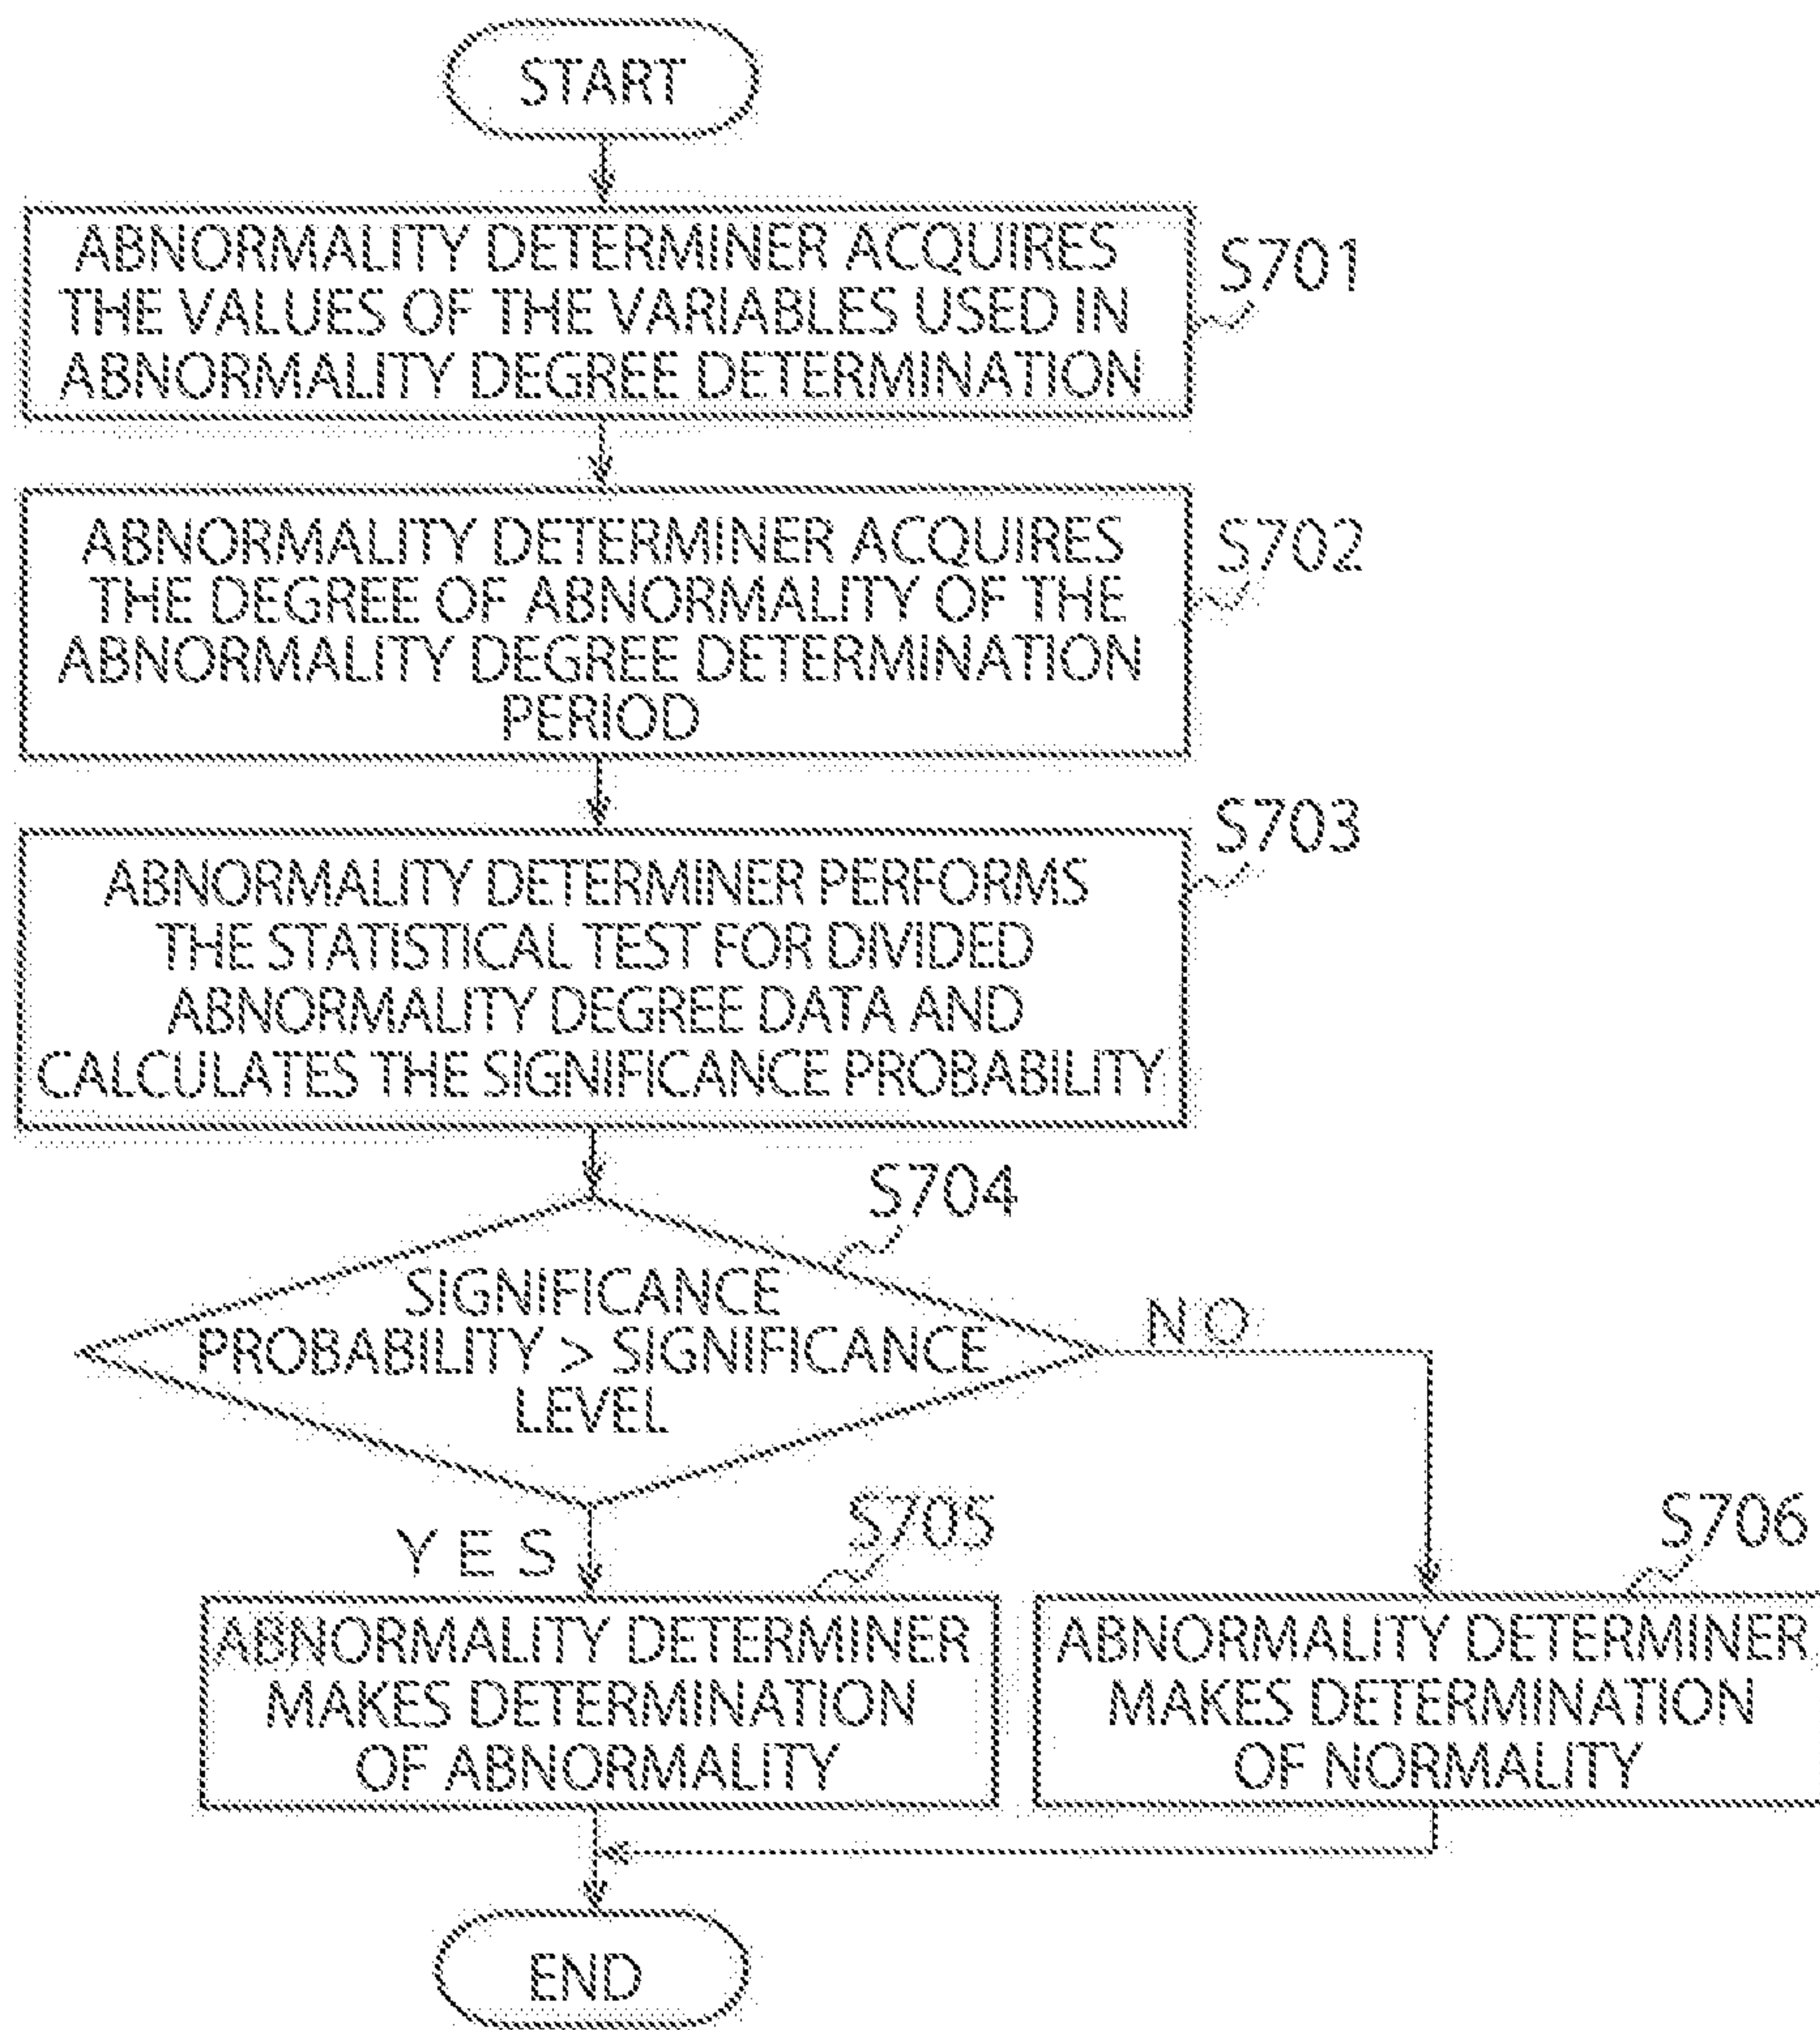 START
ABNORMALITY DETERMINER ACQUIRES
THE VALUES OF THE VARIABLES USED IN
ABNORMALITY DEGREE DETERMINATION
S701
ABNORMALITY DETERMINER ACQUIRES
THE DEGREE OF ABNORMALITY OF THE
ABNORMALITY DEGREE DETERMINATION
PERIOD
S702
ABNORMALITY DETERMINER PERFORMS
THE STATISTICAL TEST FOR DIVIDED
ABNORMALITY DEGREE DATA AND
CALCULATES THE SIGNIFICANCE PROBABILITY
S703
S704
SIGNIFICANCE
PROBABILITY > SIGNIFICANCE
LEVEL
NO
YES
S705
ABNORMALITY DETERMINER
MAKES DETERMINATION
OF ABNORMALITY
S706
ABNORMALITY DETERMINER
MAKES DETERMINATION
OF NORMALITY
END